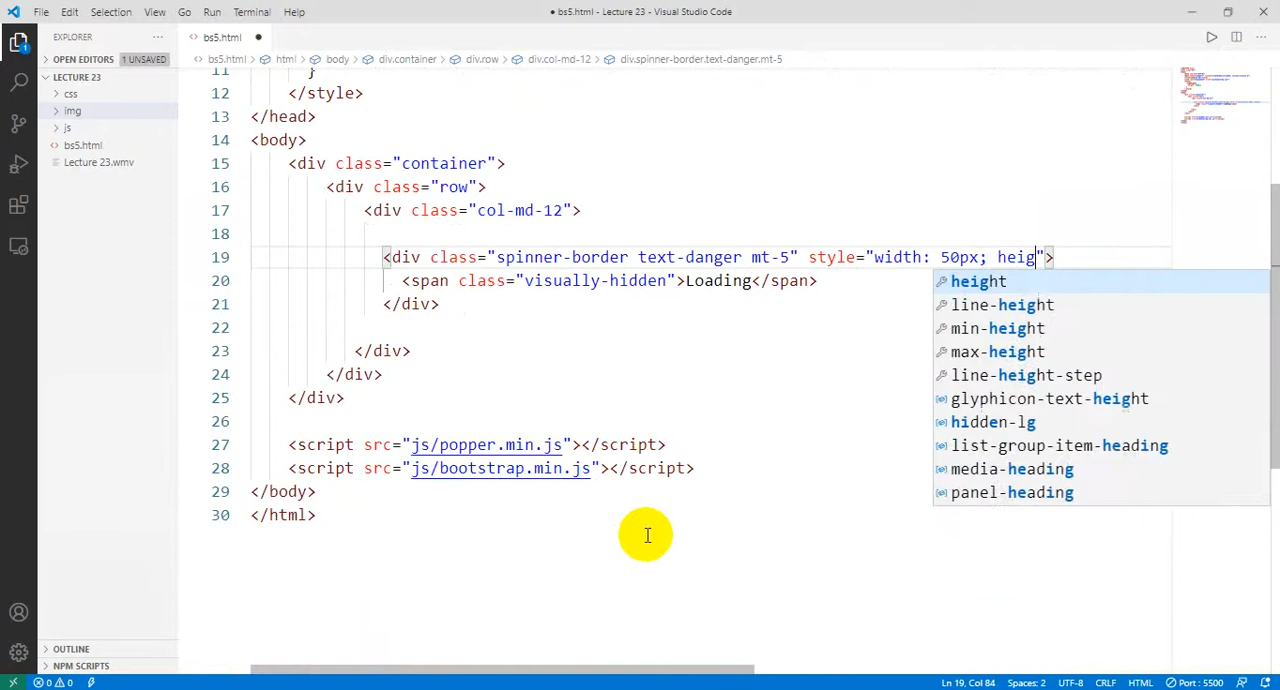 File Edit Selection View Go Run Terminal Help
● bs5.html - Lecture 23 - Visual Studio Code
EXPLORER ···
<> bs5.html ●
> OPEN EDITORS 1 UNSAVED
<> bs5.html > html > body > div.container > div.row > div.col-md-12 > div.spinner-border.text-danger.mt-5
LECTURE 23
> css
> img
> js
<> bs5.html
Lecture 23.wmv
1
11 }
12 </style>
13 </head>
14 <body>
15 <div class="container">
16 <div class="row">
17 <div class="col-md-12">
18
19 <div class="spinner-border text-danger mt-5" style="width: 50px; heig">
20 <span class="visually-hidden">Loading</span>
21 </div>
22
23 </div>
24 </div>
25 </div>
26
27 <script src="js/popper.min.js"></script>
28 <script src="js/bootstrap.min.js"></script>
29 </body>
30 </html>
height
line-height
min-height
max-height
line-height-step
glyphicon-text-height
hidden-lg
list-group-item-heading
media-heading
panel-heading
> OUTLINE
> NPM SCRIPTS
0 0
Ln 19, Col 84 Spaces: 2 UTF-8 CRLF HTML Port : 5500